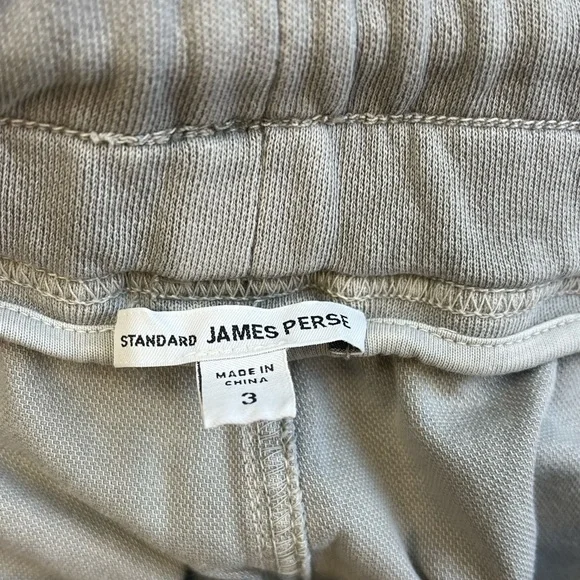 STANDARD JAMES PERSE
MADE IN
CHINA
3